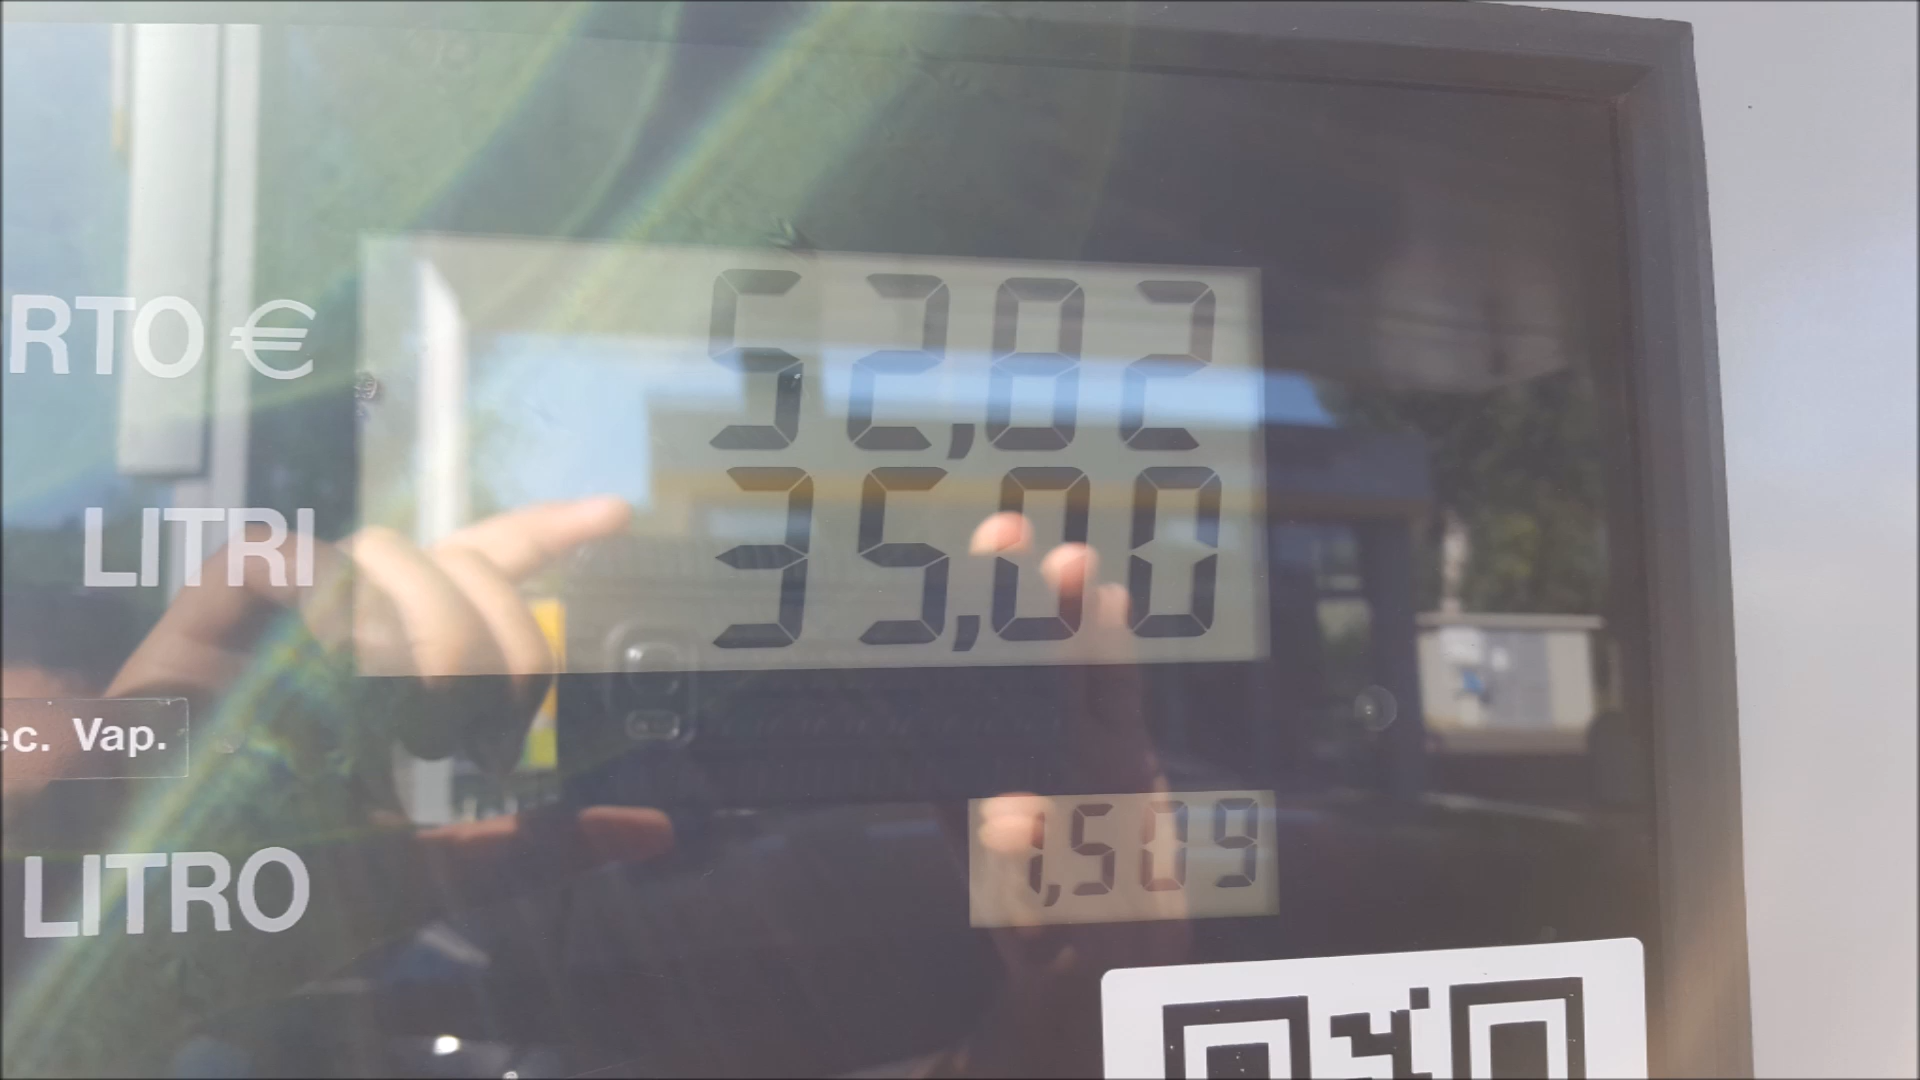 RTO € 52,82
LITRI 35,00
ec. Vap.
LITRO 1,509